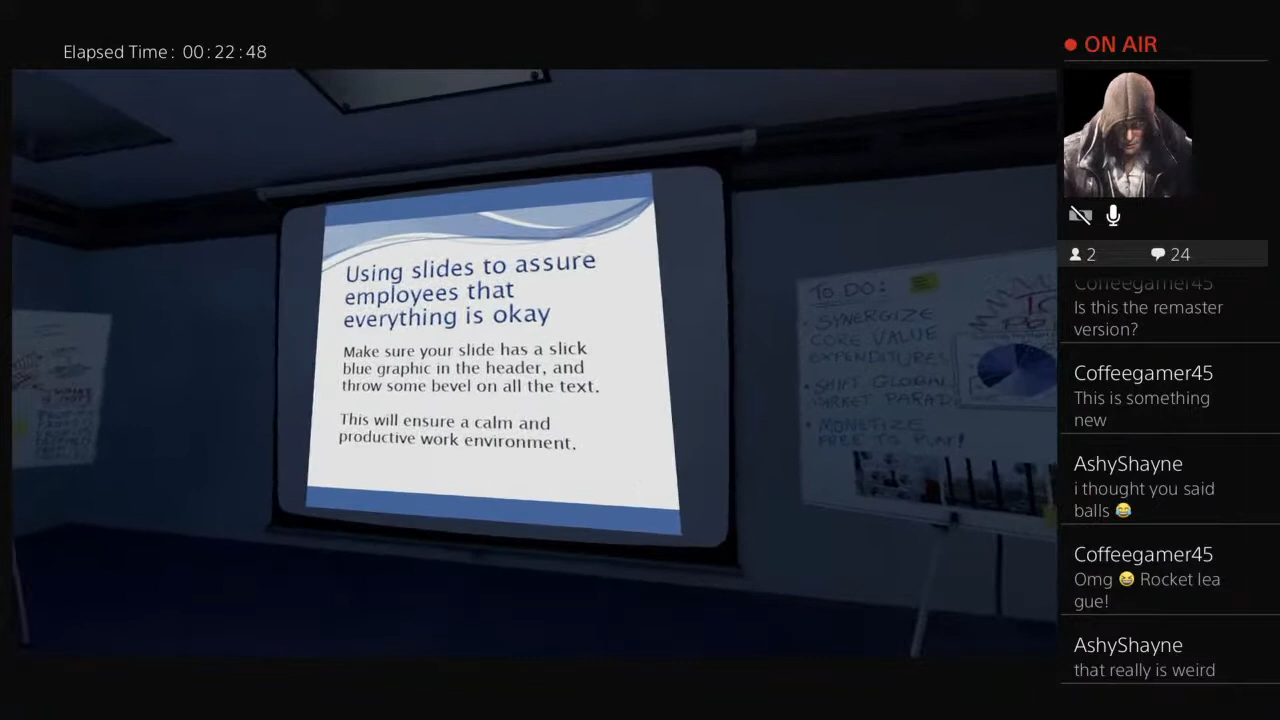 Elapsed Time: 00:22:48
ON AIR
2
24
Using slides to assure
employees that
everything is okay
Make sure your slide has a slick
blue graphic in the header, and
throw some bevel on all the text.
This will ensure a calm and
productive work environment.
TO DO:
• SYNERGIZE
CORE VALUE
EXPENDITURES
• SHIFT GLOBAL
MARKET PARAD
• MONETIZE
FREE TO PLAY!
Coffeegamer45
Is this the remaster
version?
Coffeegamer45
This is something
new
AshyShayne
i thought you said
balls 😂
Coffeegamer45
Omg 😆 Rocket lea
gue!
AshyShayne
that really is weird